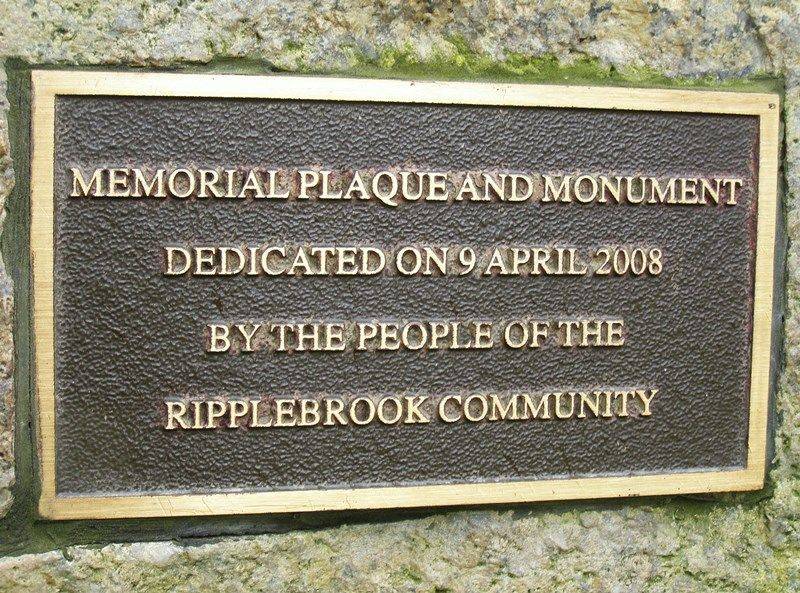 MEMORIAL PLAQUE AND MONUMENT
DEDICATED ON 9 APRIL 2008
BY THE PEOPLE OF THE
RIPPLEBROOK COMMUNITY